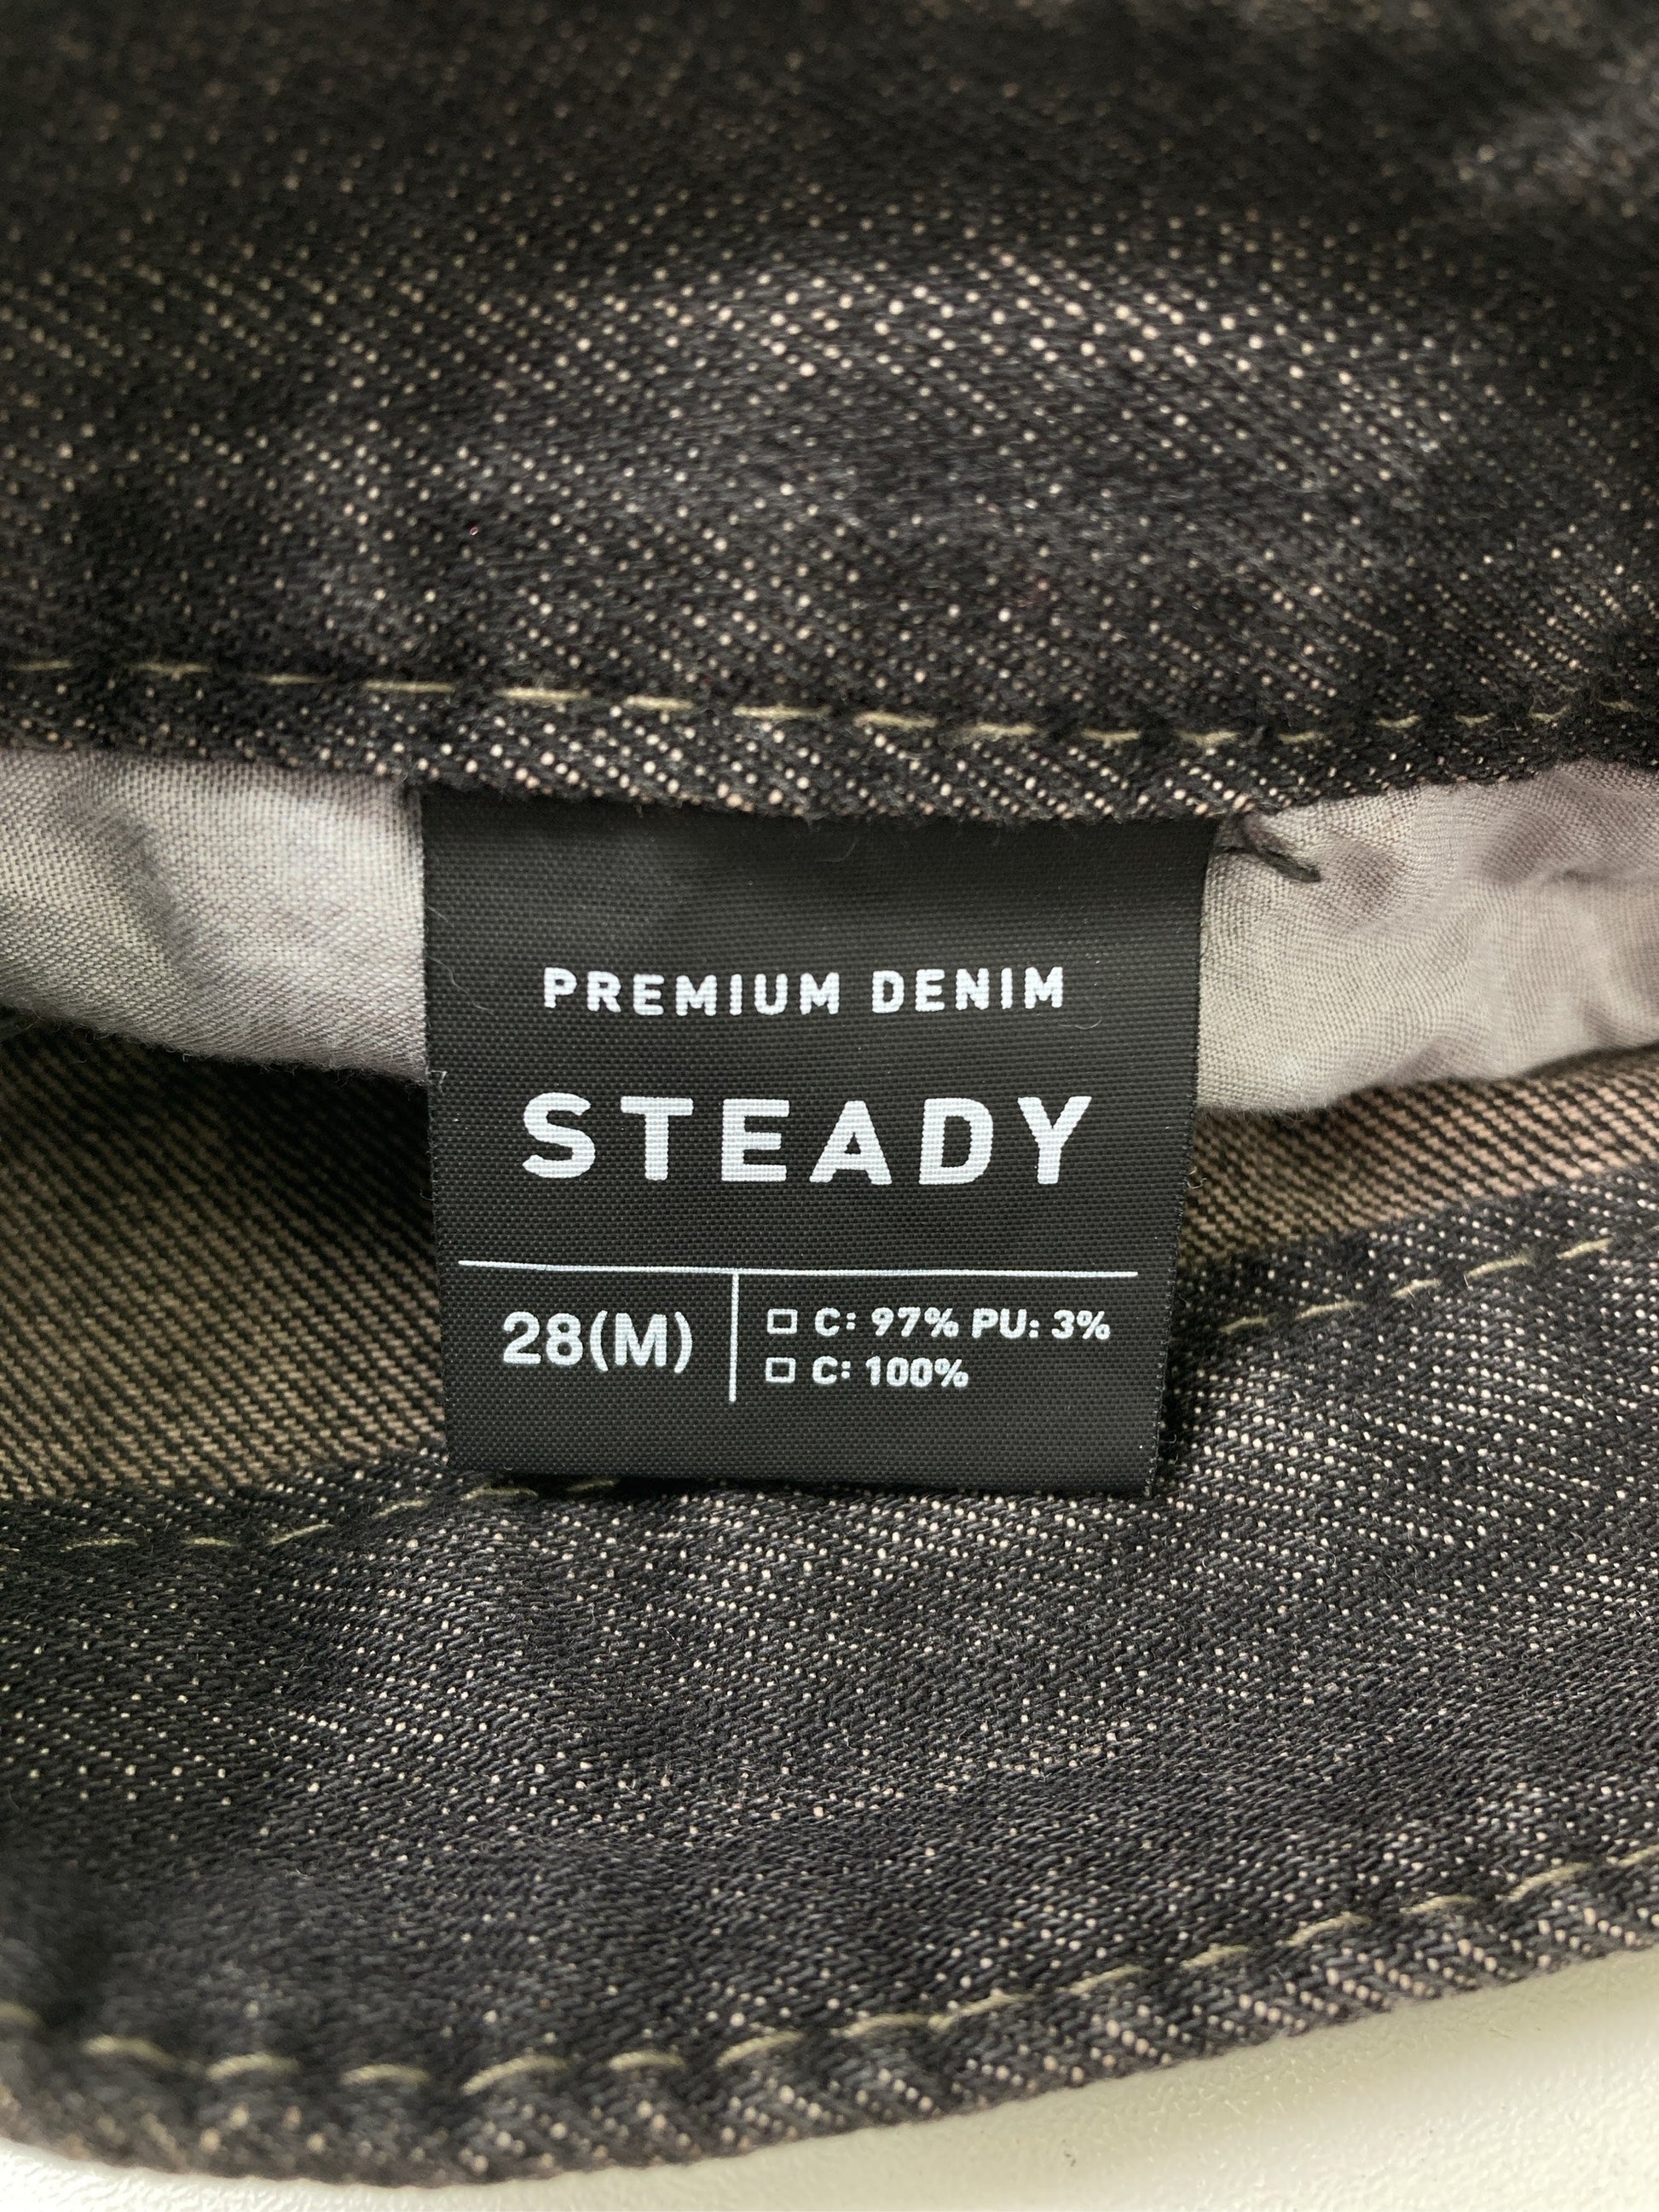 PREMIUM DENIM
STEADY
28(M)
□ C: 97% PU: 3%
□ C: 100%